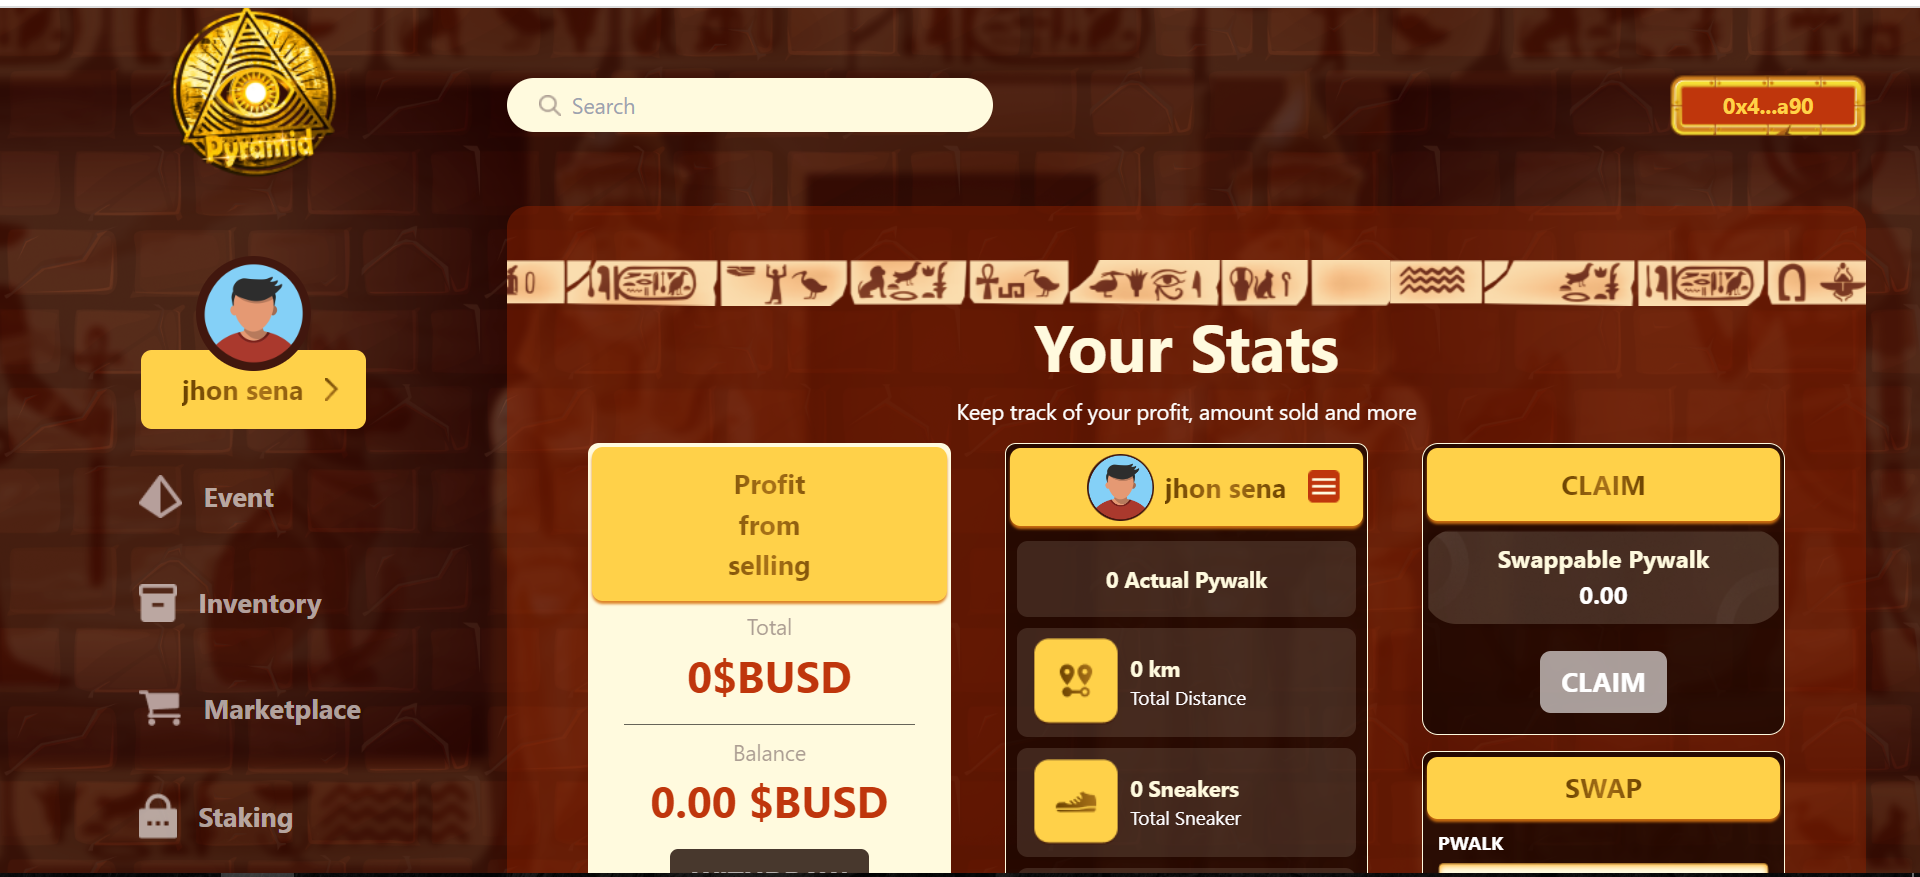 Pyramid
Search
0x4...a90
jhon sena
Event
Inventory
Marketplace
Staking
Your Stats
Keep track of your profit, amount sold and more
Profit
from
selling
Total
0$BUSD
Balance
0.00 $BUSD
jhon sena
0 Actual Pywalk
0 km
Total Distance
0 Sneakers
Total Sneaker
CLAIM
Swappable Pywalk
0.00
CLAIM
SWAP
PWALK